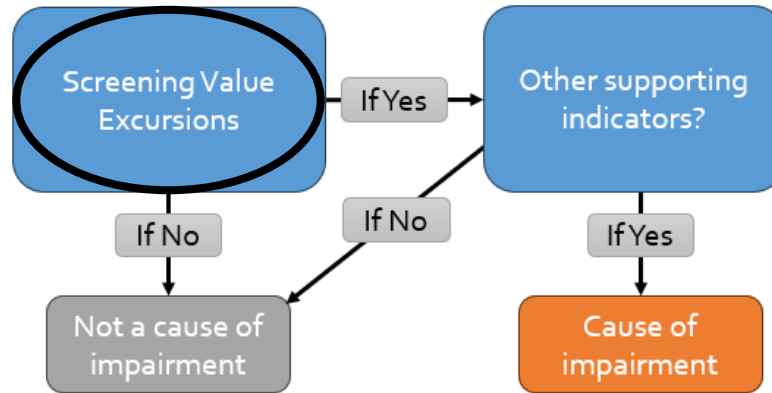 Screening Value
Excursions
If Yes
Other supporting
indicators?
If No
If No
If Yes
Not a cause of
impairment
Cause of
impairment